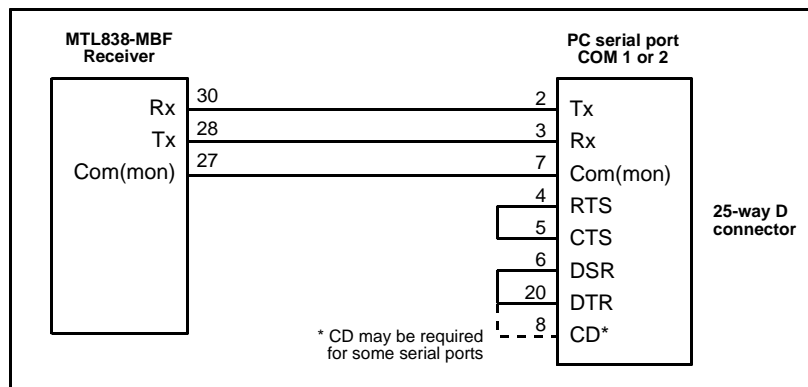 MTL838-MBF
Receiver
PC serial port
COM 1 or 2
Rx 30 2 Tx
Tx 28 3 Rx
Com(mon) 27 7 Com(mon)
4 RTS
5 CTS
25-way D
connector
6 DSR
20 DTR
8 CD*
* CD may be required
for some serial ports